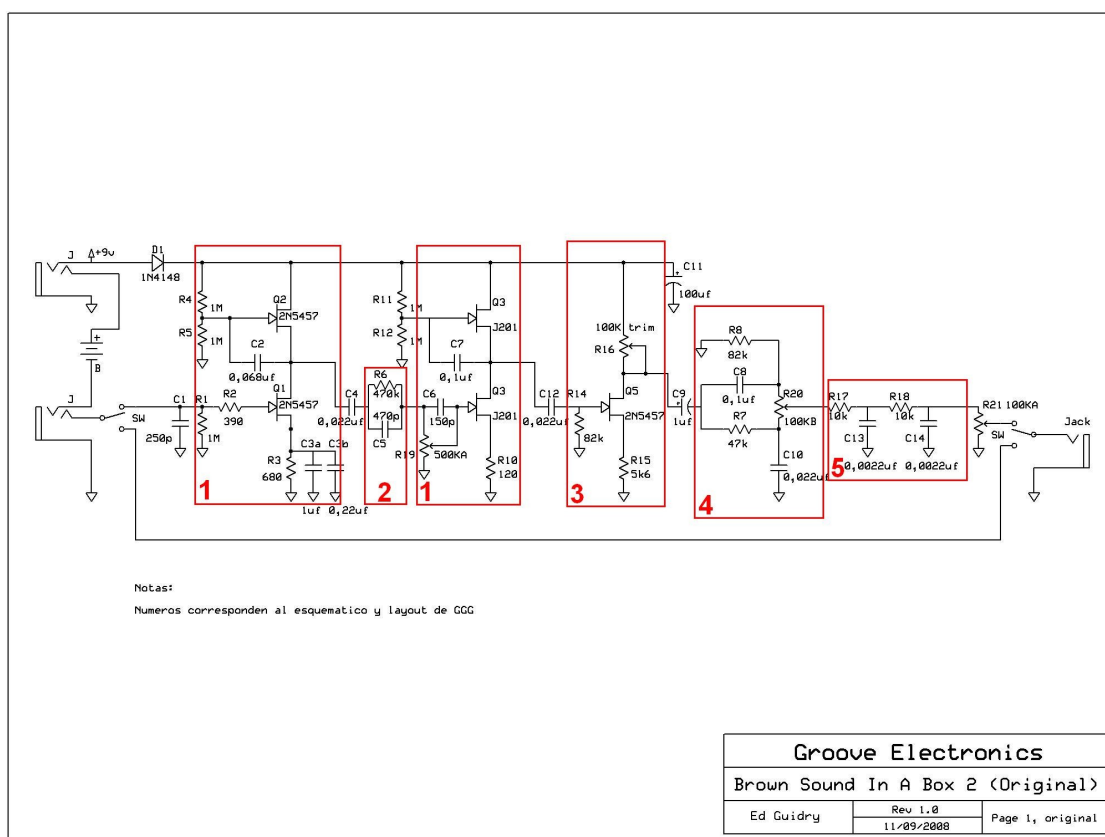 J
+9v
D1
1N4148
C11
100uf
R4
1M
Q2
2N5457
R5
1M
C2
0,068uf
R11
1M
Q3
J201
R12
1M
C7
0,1uf
100K trim
R16
R8
82k
B
J
SW
C1
250p
R1
1M
R2
390
Q1
2N5457
R3
680
C3a
C3b
1uf
0,22uf
C4
0,022uf
R6
470k
470p
C5
C6
150p
R19
500KA
Q3
J201
R10
120
C12
0,022uf
R14
82k
Q5
2N5457
R15
5k6
C9
1uf
C8
0,1uf
R7
47k
R20
100KB
C10
0,022uf
R17
10k
R18
10k
C13
0,0022uf
C14
0,0022uf
R21 100KA
SW
Jack
1
2
1
3
4
5
Notas:
Numeros corresponden al esquematico y layout de GGG
Groove Electronics
Brown Sound In A Box 2 (Original)
Ed Guidry
Rev 1.0
11/09/2008
Page 1, original